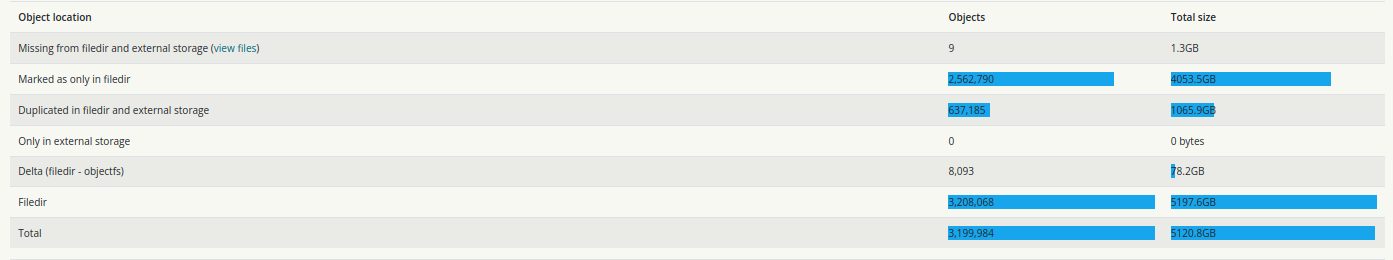 Object location Objects Total size
Missing from filedir and external storage (view files) 9 1.3GB
Marked as only in filedir 2,562,790 4053.5GB
Duplicated in filedir and external storage 637,185 1065.9GB
Only in external storage 0 0 bytes
Delta (filedir - objectfs) 8,093 78.2GB
Filedir 3,208,068 5197.6GB
Total 3,199,984 5120.8GB